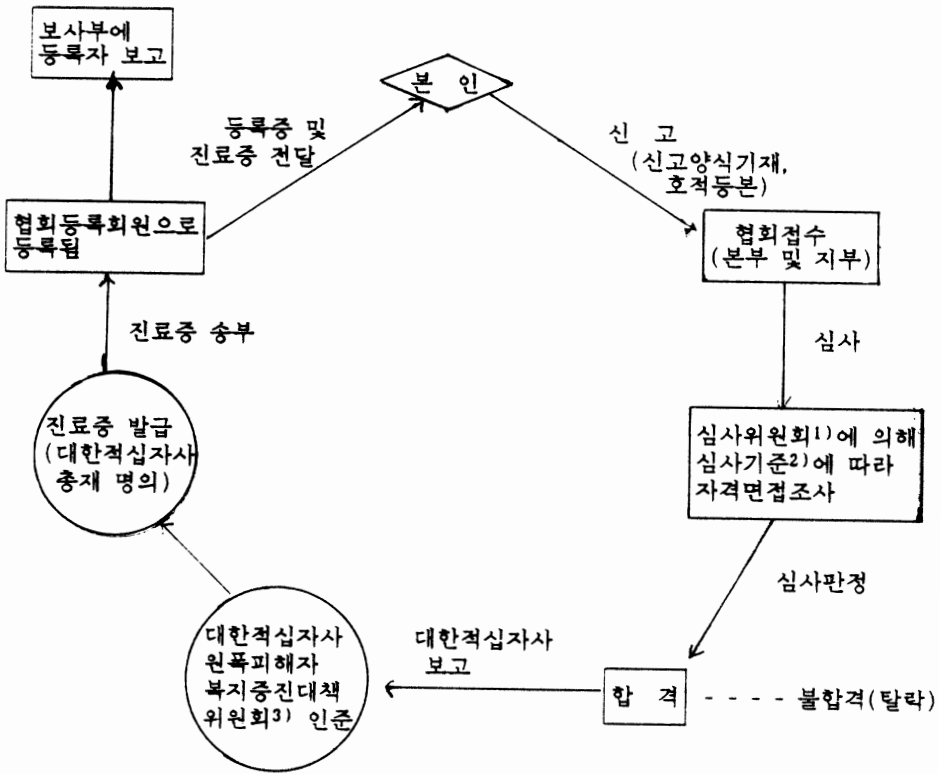 보사부에
등록자 보고
본 인
등록증 및
진료증 전달
신 고
(신고양식기재,
호적등본)
협회등록회원으로
등록됨
협회접수
(본부 및 지부)
진료증 송부
심사
진료증 발급
(대한적십자사
총재 명의)
심사위원회1)에 의해
심사기준2)에 따라
자격면접조사
심사판정
대한적십자사
원폭피해자
복지증진대책
위원회3) 인준
대한적십자사
보고
합 격
불합격(탈락)